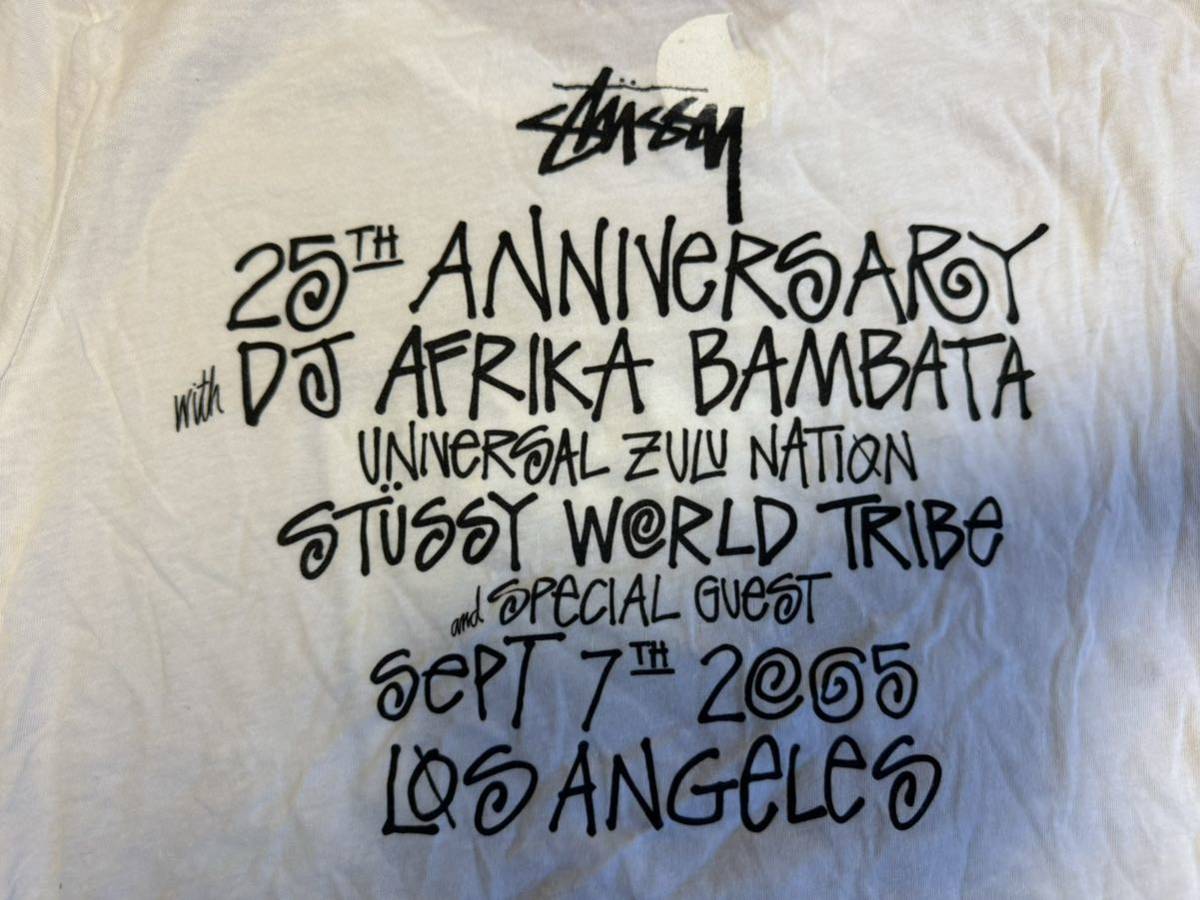 stüssy
25TH ANNIVERSARY
with DJ AFRIKA BAMBATA
UNIVERSAL ZULU NATION
STÜSSY WORLD TRIBE
and SPECIAL GUEST
SEPT 7TH 2005
LOS ANGELES